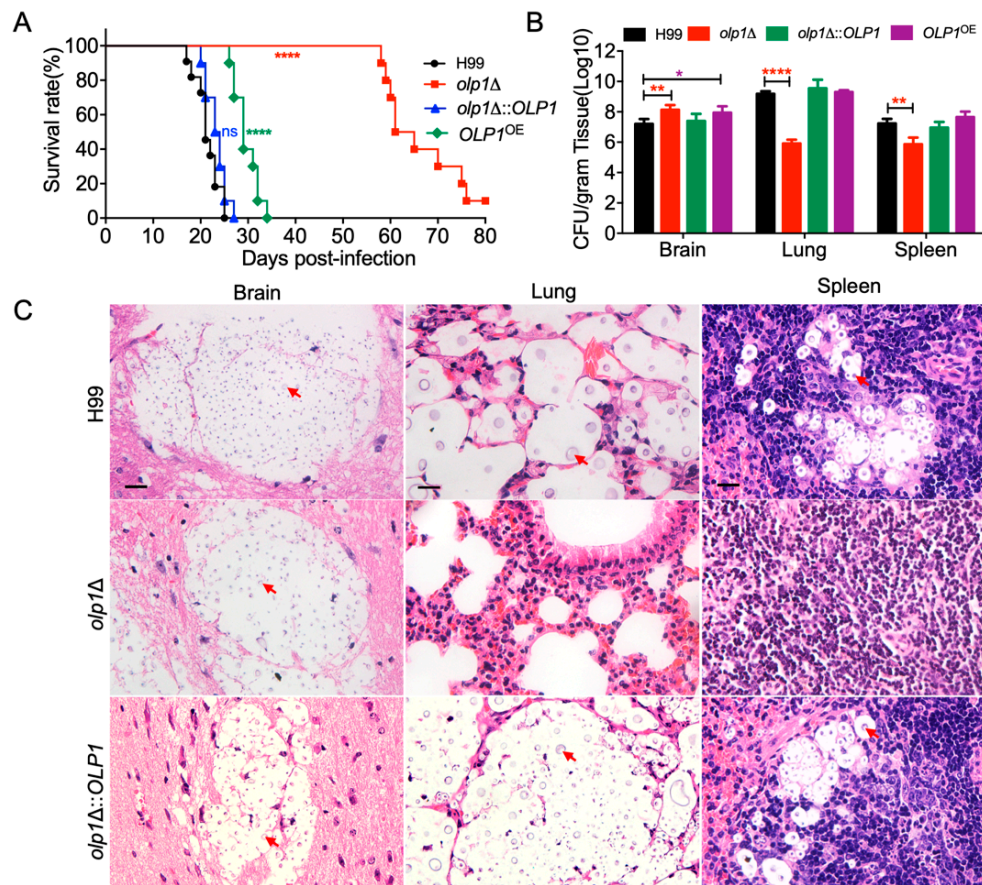 A
Survival rate(%)
100
80
60
40
20
0
0 10 20 30 40 50 60 70 80
Days post-infection
****
ns
****
H99
olp1Δ
olp1Δ::OLP1
OLP1OE
B
H99 olp1Δ olp1Δ::OLP1 OLP1OE
CFU/gram Tissue(Log10)
12
10
8
6
4
2
0
*
** **** **
Brain Lung Spleen
C
Brain Lung Spleen
H99
olp1Δ
olp1Δ::OLP1